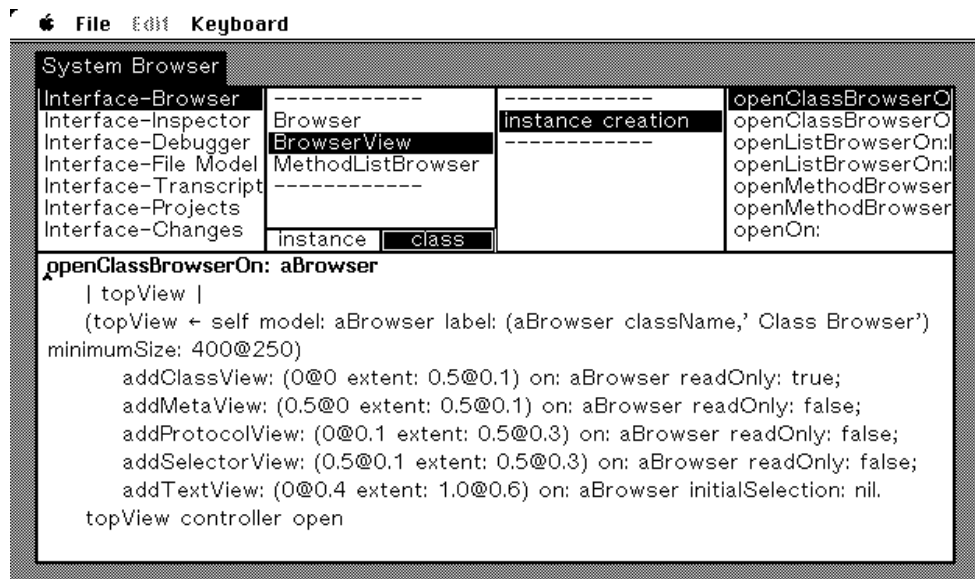 File Edit Keyboard
System Browser
Interface-Browser
Interface-Inspector
Interface-Debugger
Interface-File Model
Interface-Transcript
Interface-Projects
Interface-Changes
------------
Browser
BrowserView
MethodListBrowser
------------
instance class
------------
instance creation
------------
openClassBrowserO
openClassBrowserO
openListBrowserOn:
openListBrowserOn:
openMethodBrowser
openMethodBrowser
openOn:
openClassBrowserOn: aBrowser
| topView |
(topView ← self model: aBrowser label: (aBrowser className,' Class Browser')
minimumSize: 400@250)
addClassView: (0@0 extent: 0.5@0.1) on: aBrowser readOnly: true;
addMetaView: (0.5@0 extent: 0.5@0.1) on: aBrowser readOnly: false;
addProtocolView: (0@0.1 extent: 0.5@0.3) on: aBrowser readOnly: false;
addSelectorView: (0.5@0.1 extent: 0.5@0.3) on: aBrowser readOnly: false;
addTextView: (0@0.4 extent: 1.0@0.6) on: aBrowser initialSelection: nil.
topView controller open